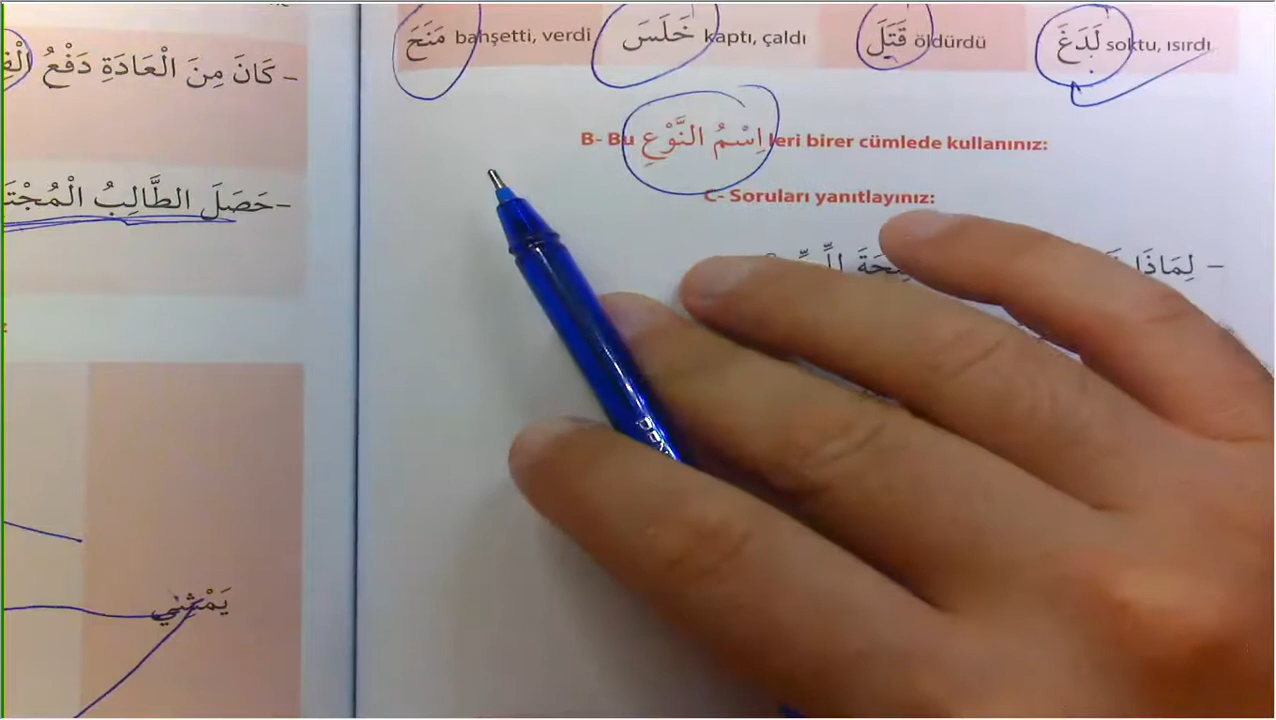 – كَانَ مِنَ الْعَادَةِ دَفْعُ
–حَصَلَ الطَّالِبُ
يَمْشِي
لَدَغَ soktu, ısırdı قَتَلَ öldürdü خَلَسَ kaptı, çaldı مَنَحَ bahşetti, verdi
B- Bu اِسْمُ النَّوْعِ leri birer cümlede kullanınız:
C- Soruları yanıtlayınız:
– لِمَاذَا